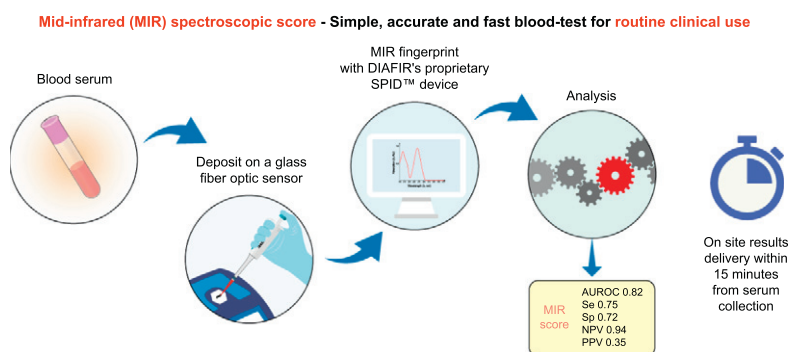 Mid-infrared (MIR) spectroscopic score - Simple, accurate and fast blood-test for routine clinical use
Blood serum
Deposit on a glass
fiber optic sensor
MIR fingerprint
with DIAFIR's proprietary
SPID™ device
Analysis
MIR
score
AUROC 0.82
Se 0.75
Sp 0.72
NPV 0.94
PPV 0.35
On site results
delivery within
15 minutes
from serum
collection